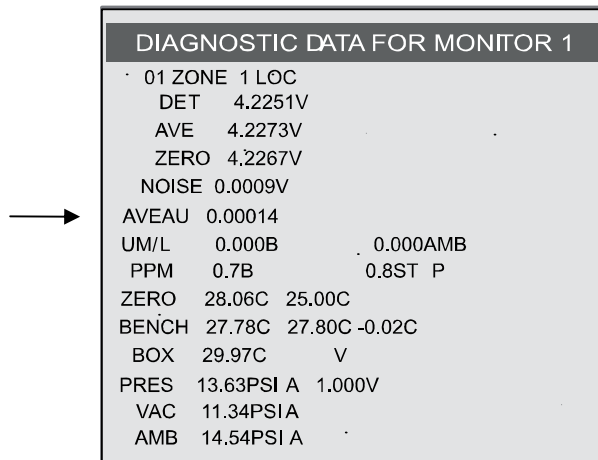 DIAGNOSTIC DATA FOR MONITOR 1
01 ZONE 1 LOC
DET 4.2251V
AVE 4.2273V
ZERO 4.2267V
NOISE 0.0009V
AVEAU 0.00014
UM/L 0.000B 0.000AMB
PPM 0.7B 0.8ST P
ZERO 28.06C 25.00C
BENCH 27.78C 27.80C -0.02C
BOX 29.97C V
PRES 13.63PSI A 1.000V
VAC 11.34PSIA
AMB 14.54PSI A